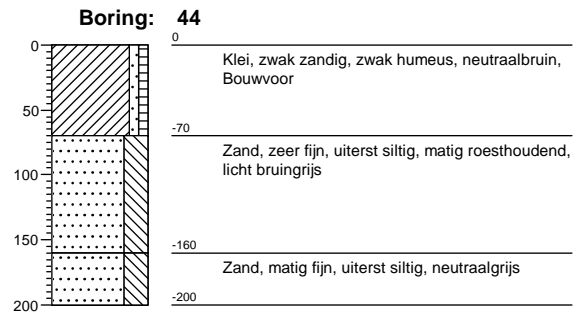 Boring: 44
0
0
Klei, zwak zandig, zwak humeus, neutraalbruin,
Bouwvoor
50
-70
Zand, zeer fijn, uiterst siltig, matig roesthoudend,
licht bruingrijs
100
150
-160
Zand, matig fijn, uiterst siltig, neutraalgrijs
200
-200